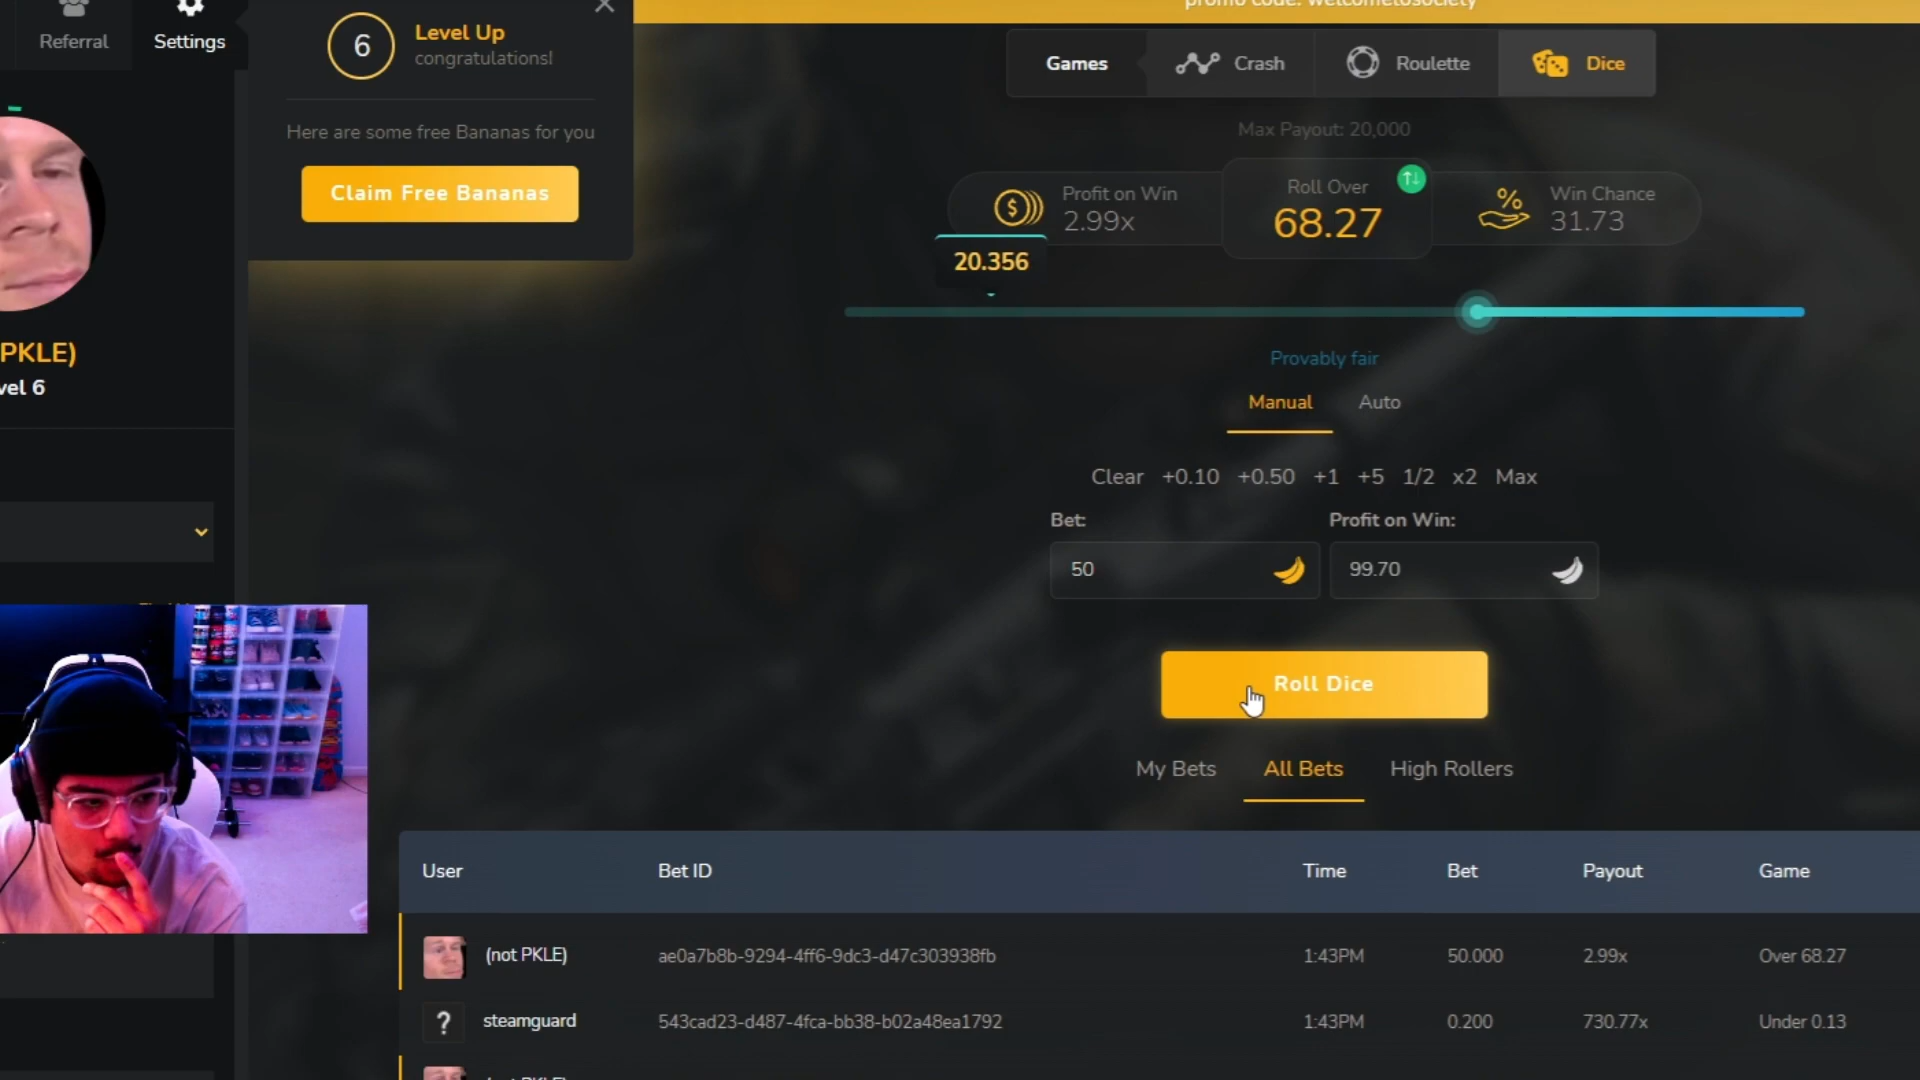 promo code: welcometosociety
Referral
Settings
6
Level Up
congratulations!
Here are some free Bananas for you
Claim Free Bananas
Games
Crash
Roulette
Dice
Max Payout: 20,000
Profit on Win
2.99x
Roll Over
68.27
Win Chance
31.73
20.356
PKLE)
vel 6
Provably fair
Manual
Auto
Clear +0.10 +0.50 +1 +5 1/2 x2 Max
Bet:
Profit on Win:
50
99.70
Roll Dice
My Bets
All Bets
High Rollers
User Bet ID Time Bet Payout Game
(not PKLE) ae0a7b8b-9294-4ff6-9dc3-d47c303938fb 1:43PM 50.000 2.99x Over 68.27
? steamguard 543cad23-d487-4fca-bb38-b02a48ea1792 1:43PM 0.200 730.77x Under 0.13